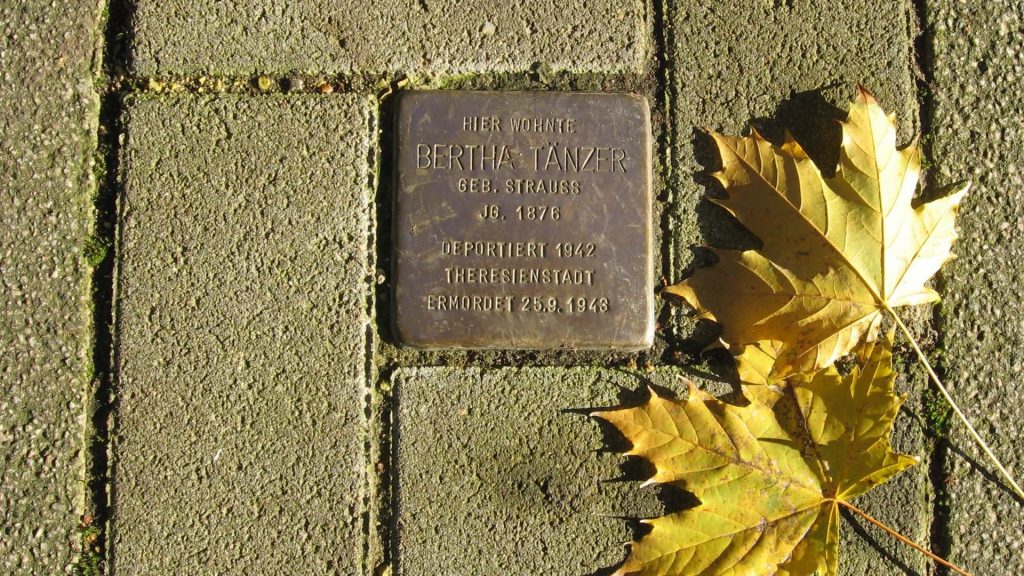 HIER WOHNTE
BERTHA TÄNZER
GEB. STRAUSS
JG. 1876
DEPORTIERT 1942
THERESIENSTADT
ERMORDET 25.9. 1943